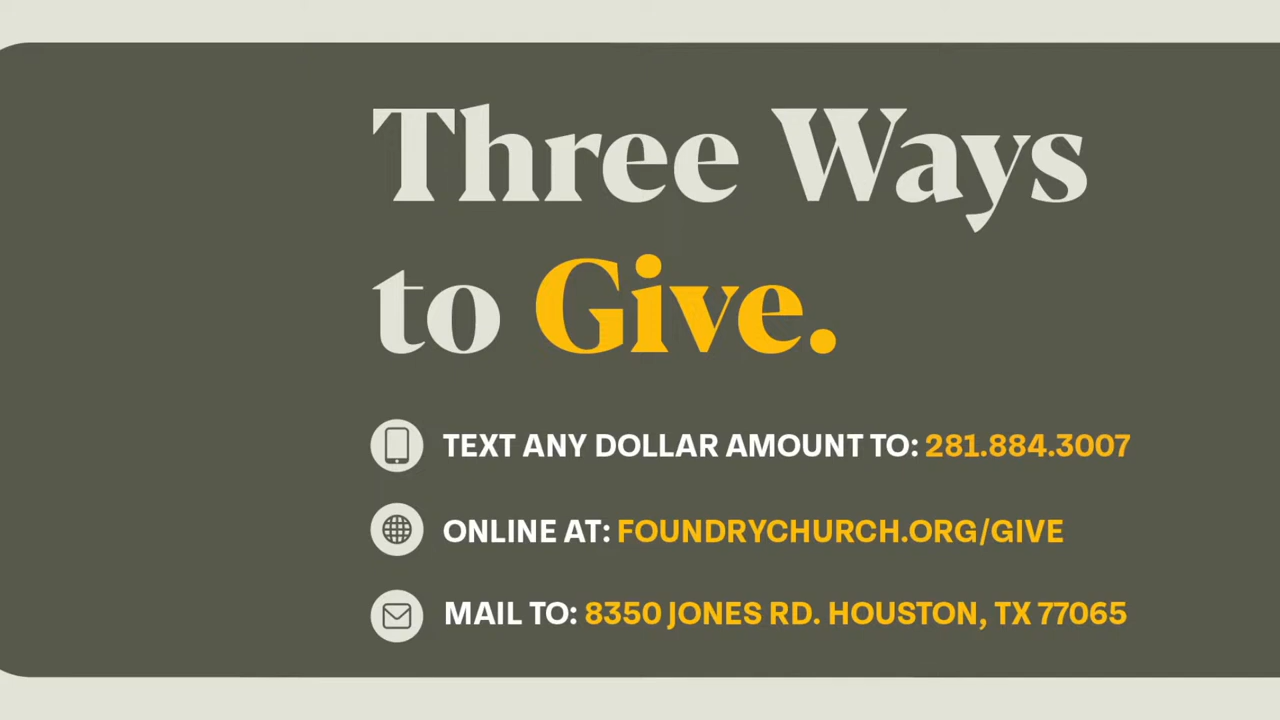 Three Ways
to Give.
TEXT ANY DOLLAR AMOUNT TO: 281.884.3007
ONLINE AT: FOUNDRYCHURCH.ORG/GIVE
MAIL TO: 8350 JONES RD. HOUSTON, TX 77065